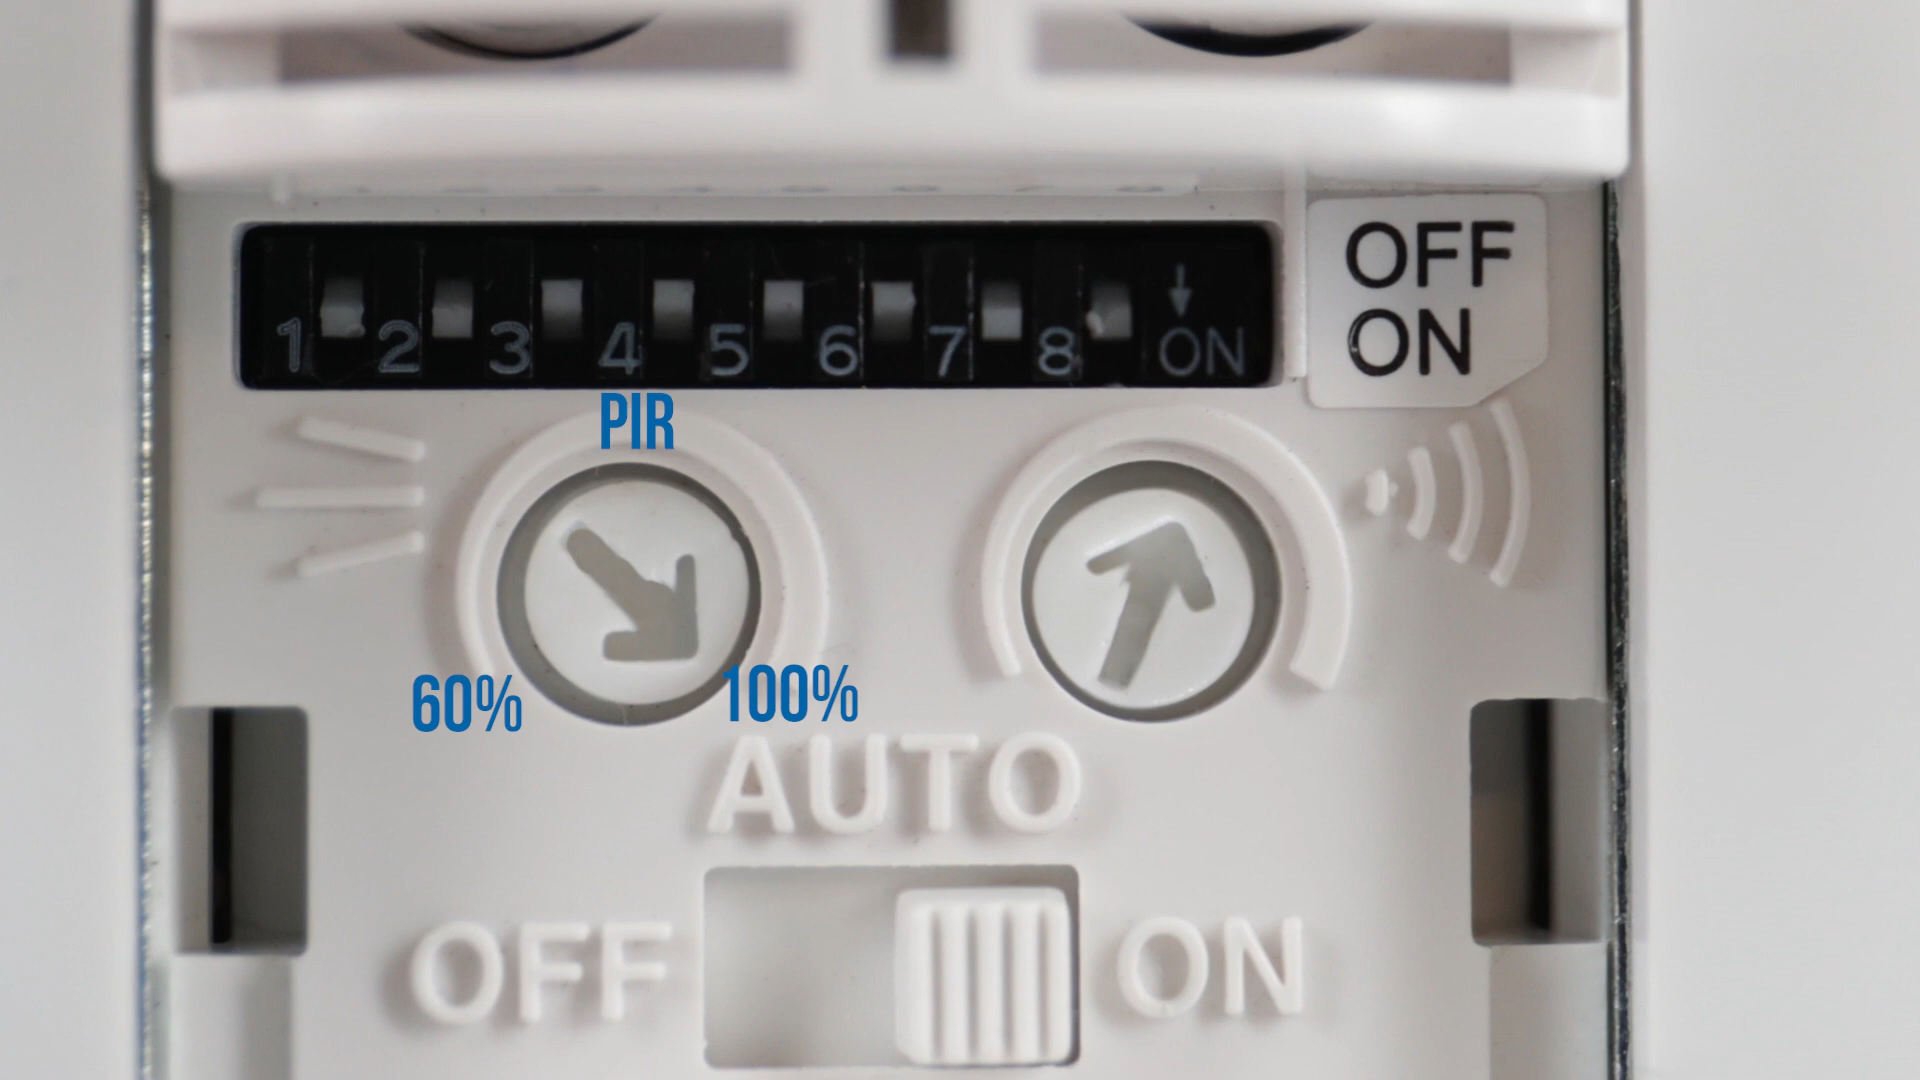 1 2 3 4 5 6 7 8 ↓ ON
OFF
ON
PIR
60% 100%
AUTO
OFF ON